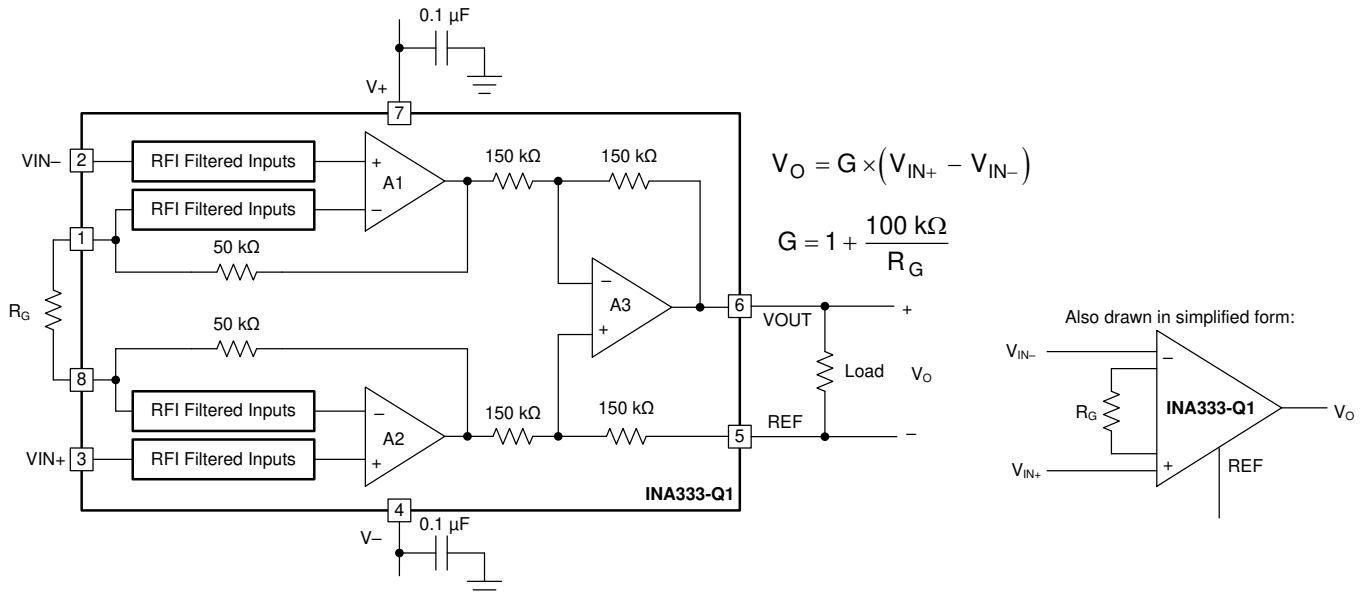 0.1 µF
V+
7
VIN–
2
RFI Filtered Inputs
+
A1
–
RFI Filtered Inputs
150 kΩ
150 kΩ
V_O = G × (V_IN+ − V_IN−)
1
50 kΩ
G = 1 + 100 kΩ / R_G
R_G
–
A3
+
6
VOUT
+
50 kΩ
Load
V_O
8
RFI Filtered Inputs
–
A2
+
150 kΩ
150 kΩ
5
REF
–
VIN+
3
RFI Filtered Inputs
INA333-Q1
4
V–
0.1 µF
Also drawn in simplified form:
V_IN–
–
R_G
INA333-Q1
V_O
V_IN+
+
REF